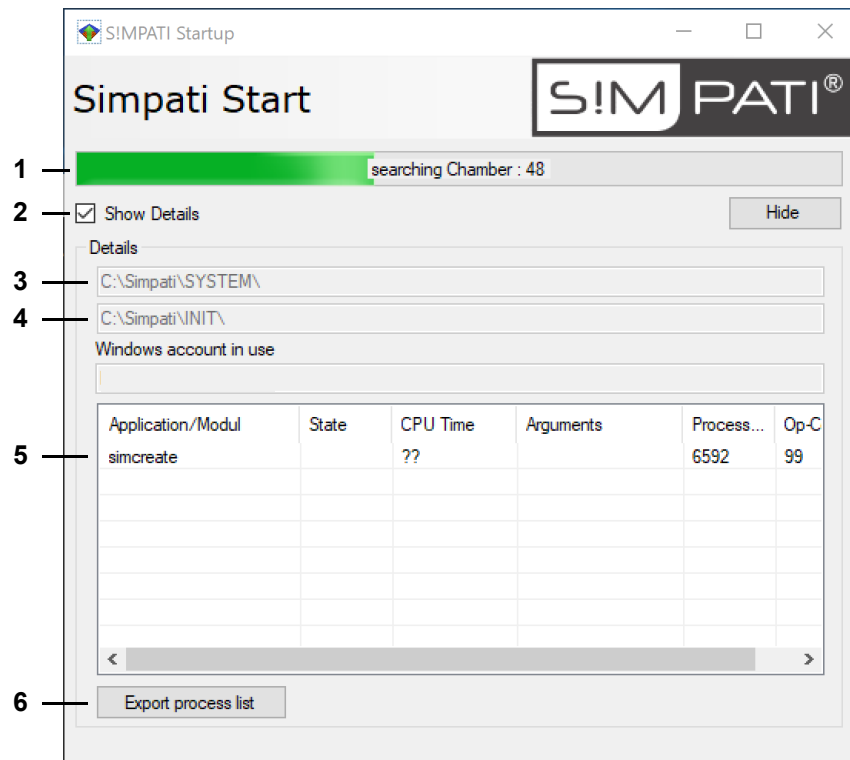 S!MPATI Startup
Simpati Start
S!MPATI®
1
searching Chamber : 48
2
Show Details
Hide
Details
3
C:\Simpati\SYSTEM\
4
C:\Simpati\INIT\
Windows account in use
Application/Modul State CPU Time Arguments Process... Op-C
5
simcreate ?? 6592 99
6
Export process list